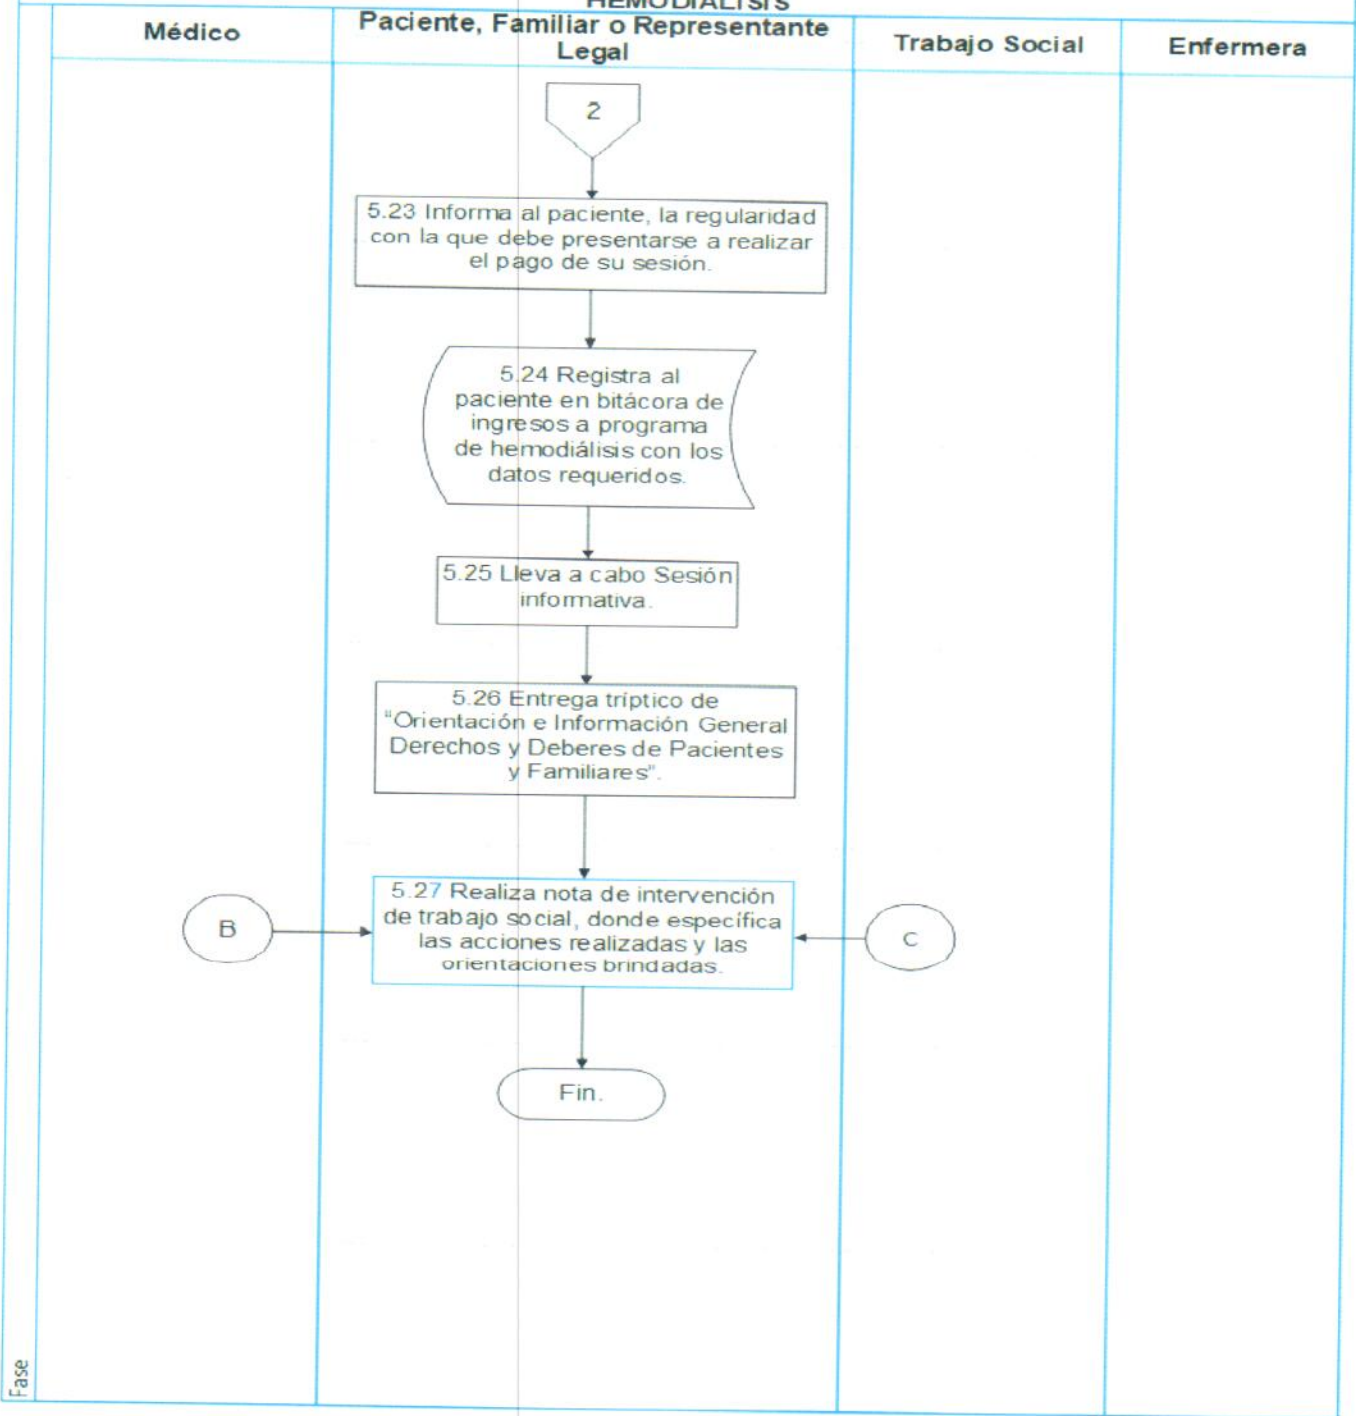 HEMODIALISIS
Médico
Paciente, Familiar o Representante
Legal
Trabajo Social
Enfermera
2
5.23 Informa al paciente, la regularidad
con la que debe presentarse a realizar
el pago de su sesión.
5.24 Registra al
paciente en bitácora de
ingresos a programa
de hemodiálisis con los
datos requeridos.
5.25 Lleva a cabo Sesión
informativa.
5.26 Entrega tríptico de
"Orientación e Información General
Derechos y Deberes de Pacientes
y Familiares".
5.27 Realiza nota de intervención
de trabajo social, donde específica
las acciones realizadas y las
orientaciones brindadas.
B
C
Fin.
Fase